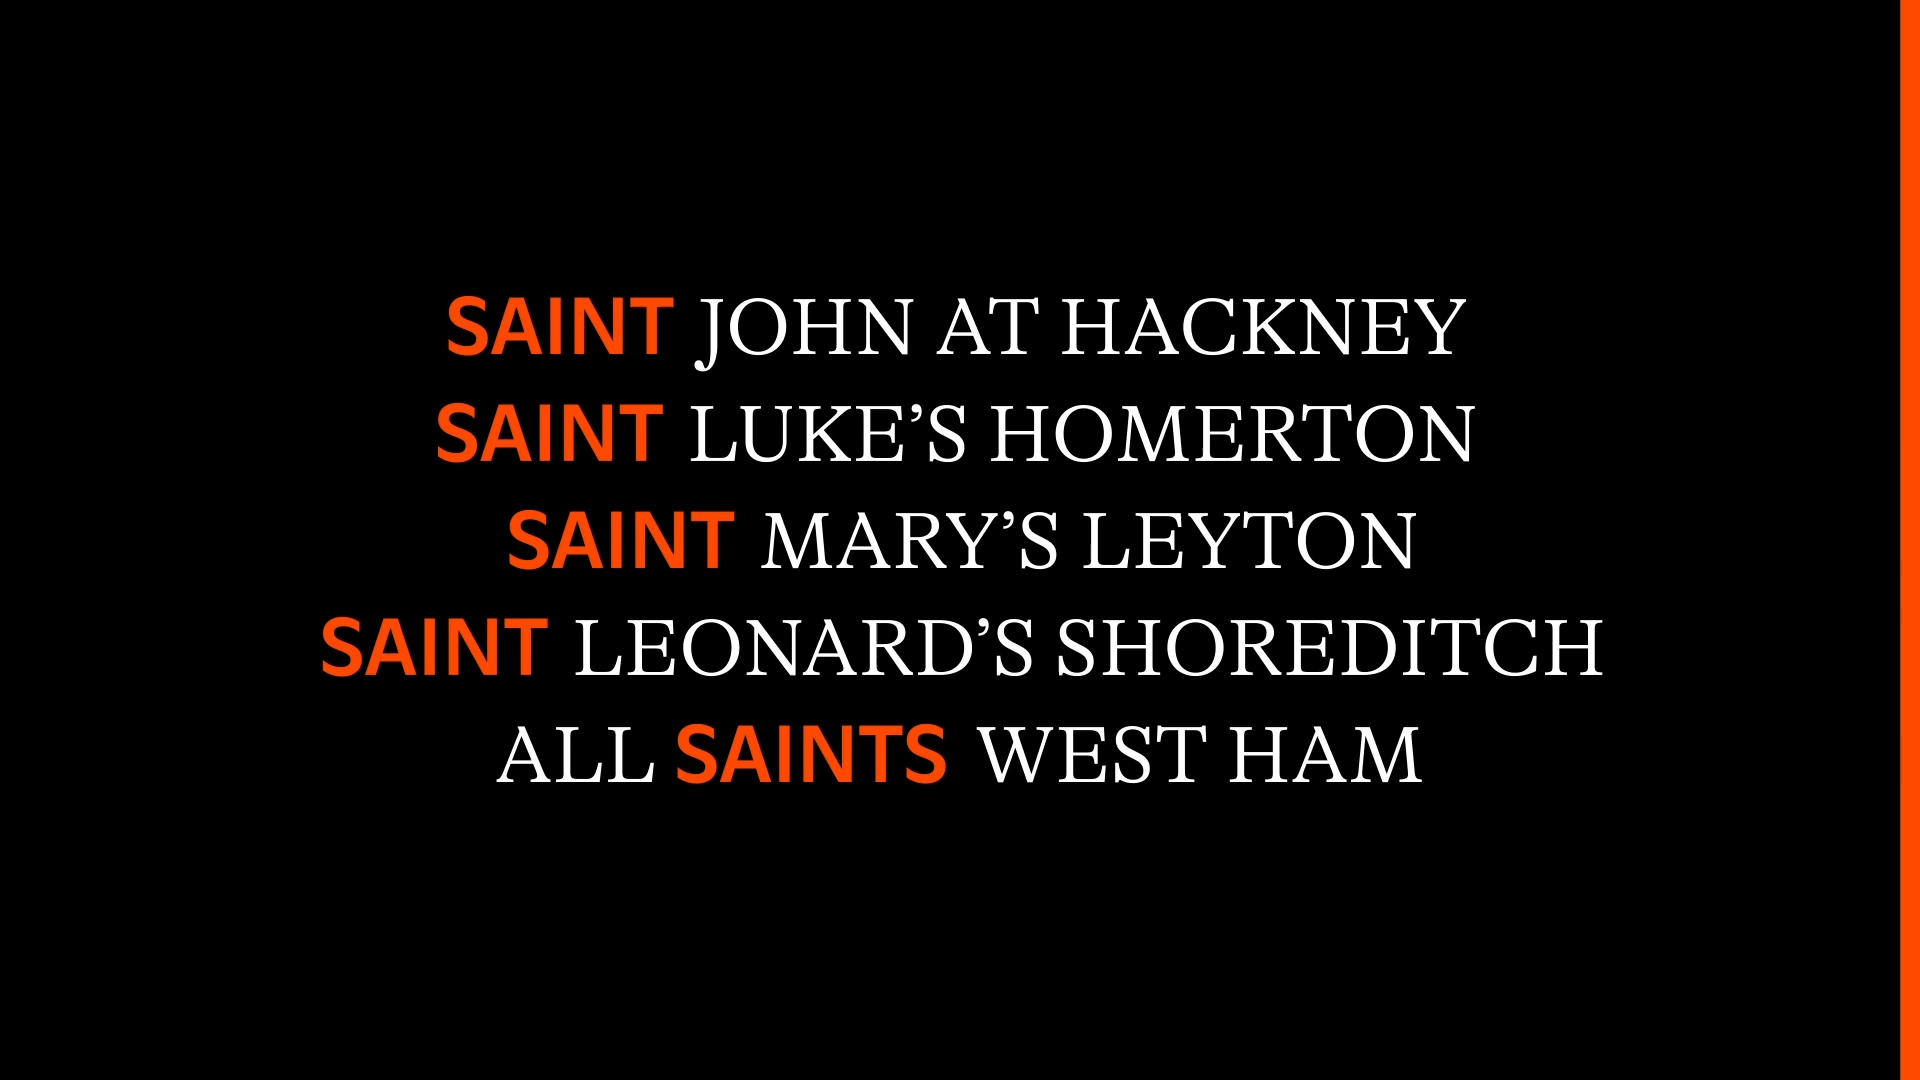 SAINT JOHN AT HACKNEY
SAINT LUKE’S HOMERTON
SAINT MARY’S LEYTON
SAINT LEONARD’S SHOREDITCH
ALL SAINTS WEST HAM